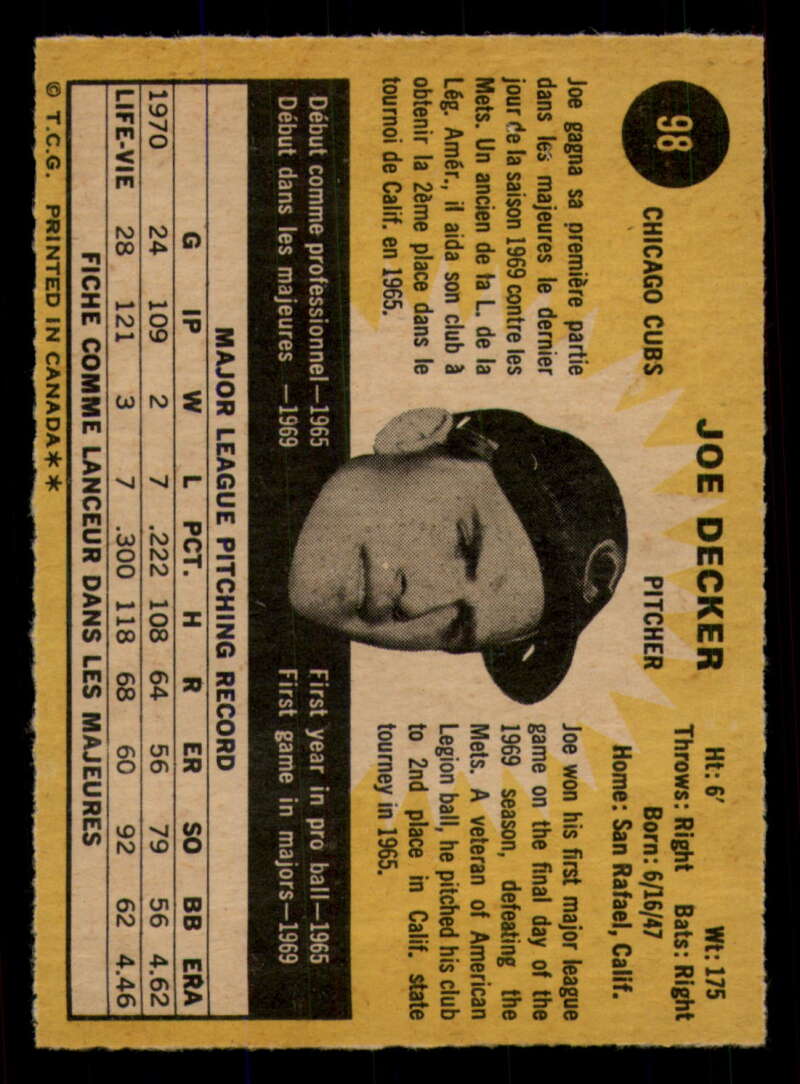 98
JOE DECKER
CHICAGO CUBS
PITCHER
Ht: 6' Wt: 175
Throws: Right Bats: Right
Born: 6/16/47
Home: San Rafael, Calif.
Joe gagna sa première partie
dans les majeures le dernier
jour de la saison 1969 contre les
Mets. Un ancien de la L. de la
Lég. Amér., il aida son club à
obtenir la 2ème place dans le
tournoi de Calif. en 1965.
Joe won his first major league
game on the final day of the
1969 season, defeating the
Mets. A veteran of American
Legion ball, he pitched his club
to 2nd place in Calif. state
tourney in 1965.
Début comme professionnel—1965
Début dans les majeures —1969
First year in pro ball—1965
First game in majors—1969
MAJOR LEAGUE PITCHING RECORD
G IP W L PCT. H R ER SO BB ERA
1970 24 109 2 7 .222 108 64 56 79 56 4.62
LIFE-VIE 28 121 3 7 .300 118 68 60 92 62 4.46
FICHE COMME LANCEUR DANS LES MAJEURES
© T.C.G. PRINTED IN CANADA**